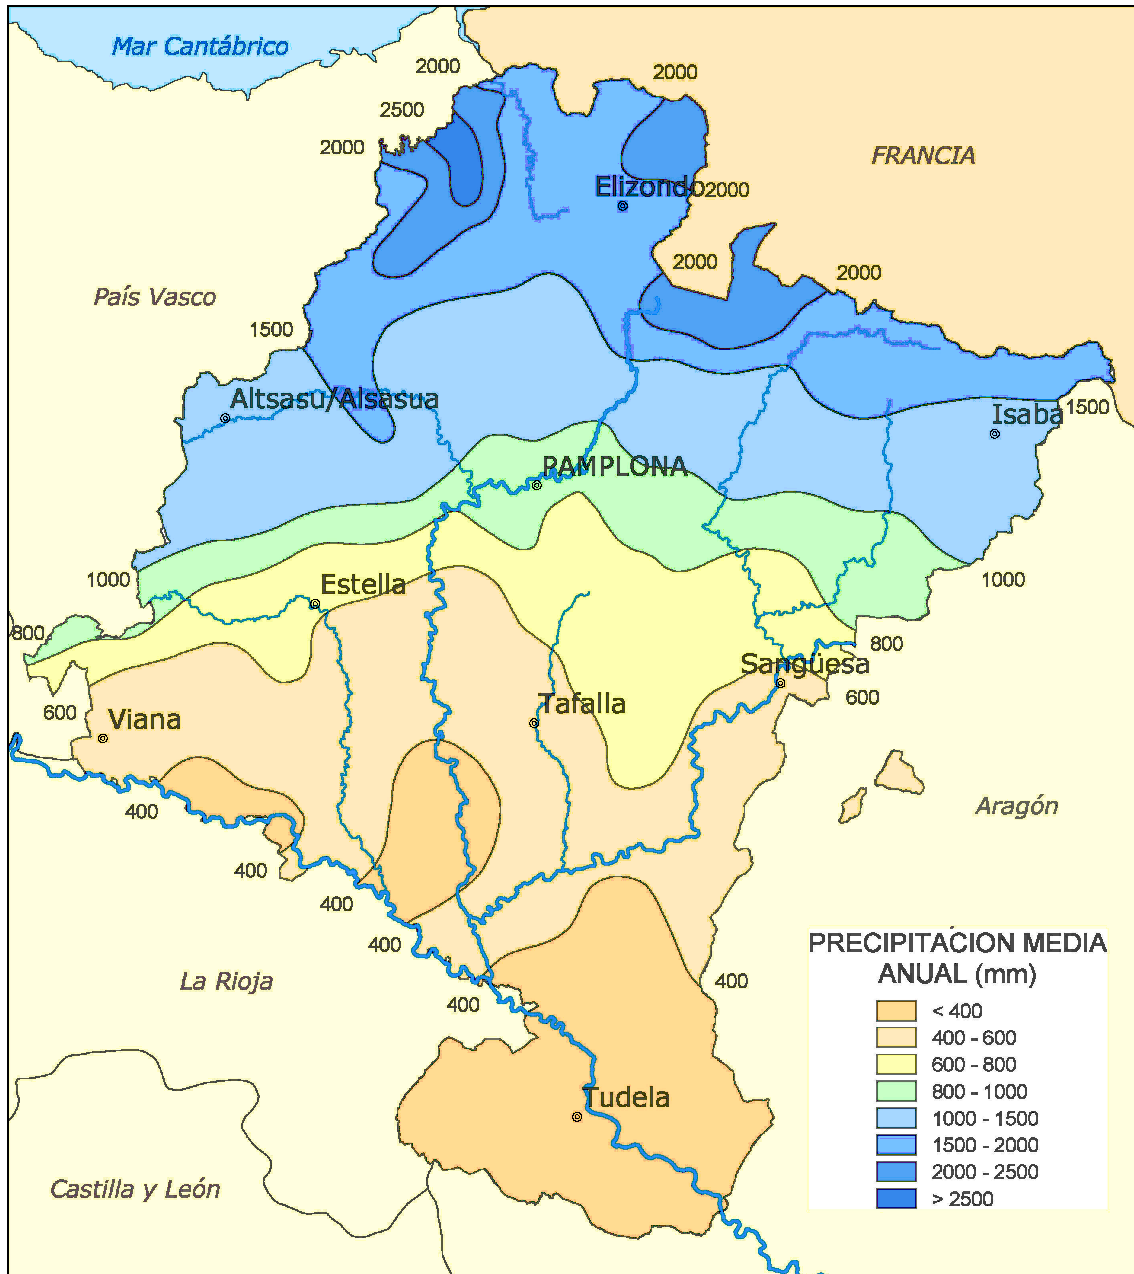 Mar Cantábrico
2000
2000
2500
2000
FRANCIA
Elizondo
2000
2000
2000
País Vasco
1500
Altsasu/Alsasua
Isaba
1500
PAMPLONA
1000
Estella
1000
800
800
Sangüesa
600
600
Viana
Tafalla
400
Aragón
400
400
400
PRECIPITACION MEDIA
ANUAL (mm)
La Rioja
400
400
< 400
400 - 600
600 - 800
800 - 1000
1000 - 1500
1500 - 2000
2000 - 2500
> 2500
Tudela
Castilla y León